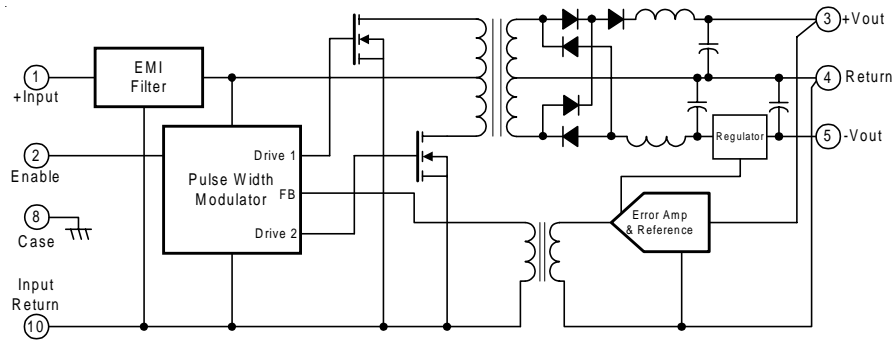 1
+Input
EMI
Filter
3
+Vout
4
Return
5
-Vout
Regulator
2
Enable
Drive 1
Pulse Width
Modulator
FB
Drive 2
8
Case
Error Amp
& Reference
Input
Return
10